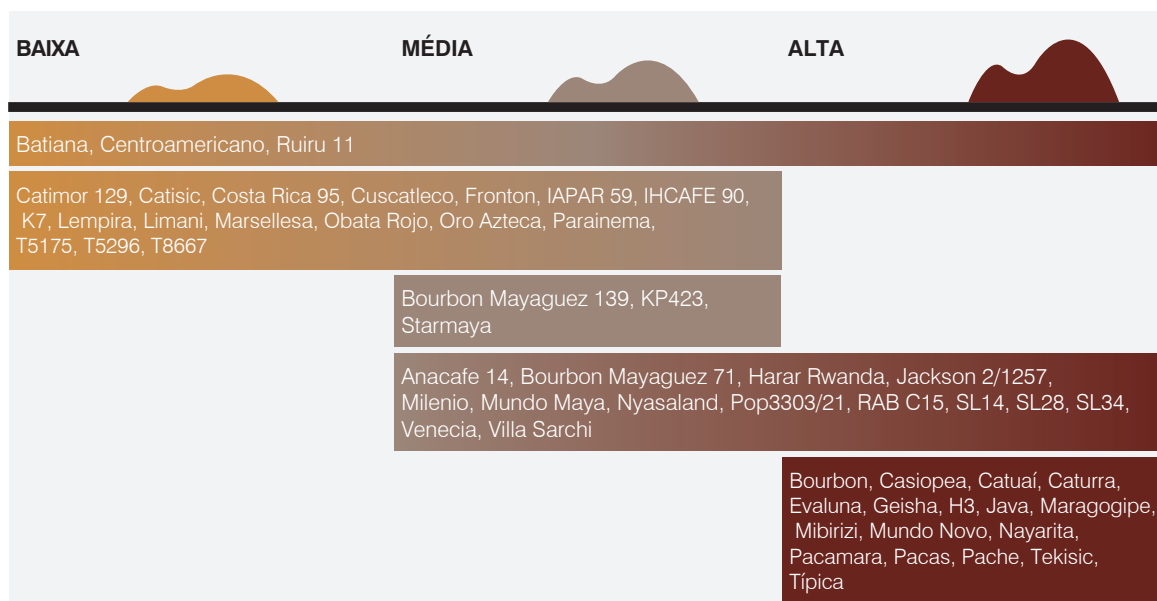 BAIXA
MÉDIA
ALTA
Batiana, Centroamericano, Ruiru 11
Catimor 129, Catisic, Costa Rica 95, Cuscatleco, Fronton, IAPAR 59, IHCAFE 90,
K7, Lempira, Limani, Marsellesa, Obata Rojo, Oro Azteca, Parainema,
T5175, T5296, T8667
Bourbon Mayaguez 139, KP423,
Starmaya
Anacafe 14, Bourbon Mayaguez 71, Harar Rwanda, Jackson 2/1257,
Milenio, Mundo Maya, Nyasaland, Pop3303/21, RAB C15, SL14, SL28, SL34,
Venecia, Villa Sarchi
Bourbon, Casiopea, Catuaí, Caturra,
Evaluna, Geisha, H3, Java, Maragogipe,
Mibirizi, Mundo Novo, Nayarita,
Pacamara, Pacas, Pache, Tekisic,
Típica